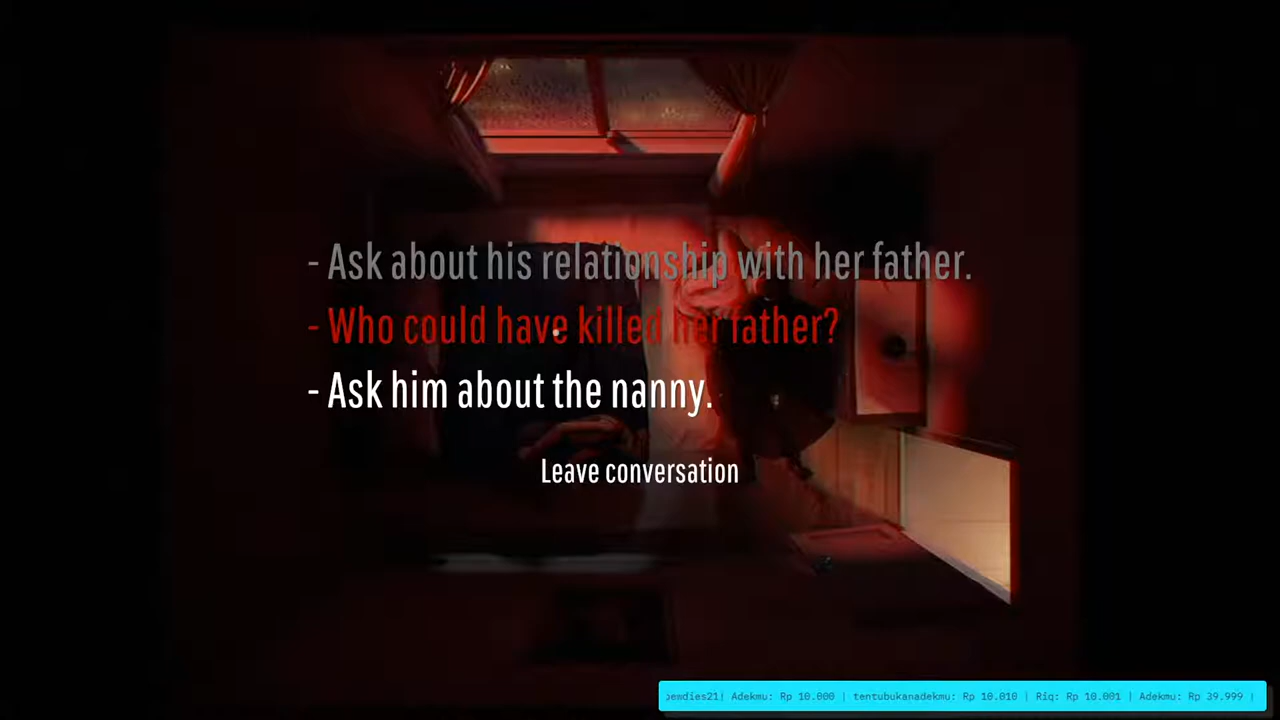 - Ask about his relationship with her father.
- Who could have killed her father?
- Ask him about the nanny.
Leave conversation
| Adekmu: Rp 10.000 | tentubukanadekmu: Rp 10.010 | Riq: Rp 10.001 | Adekmu: Rp 39.999 |